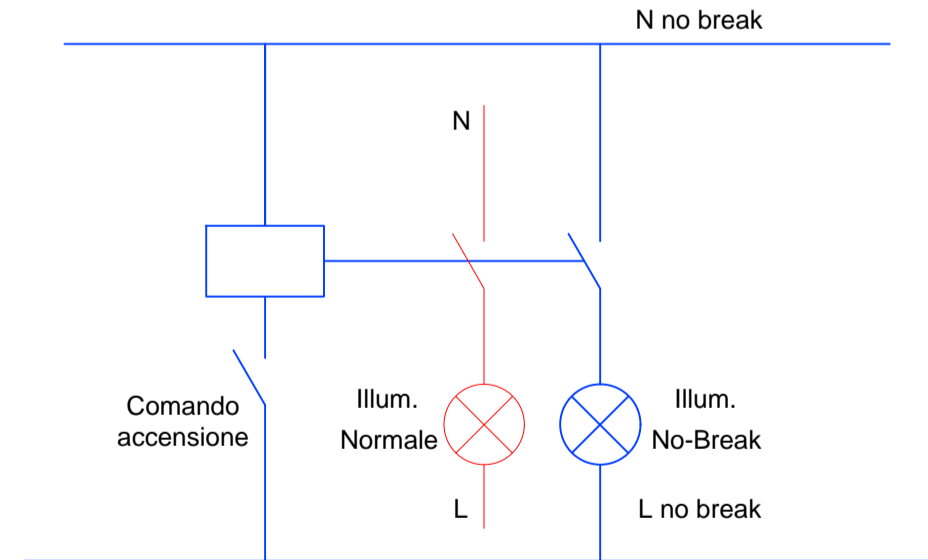 N no break
N
Comando
accensione
Illum.
Normale
Illum.
No-Break
L
L no break